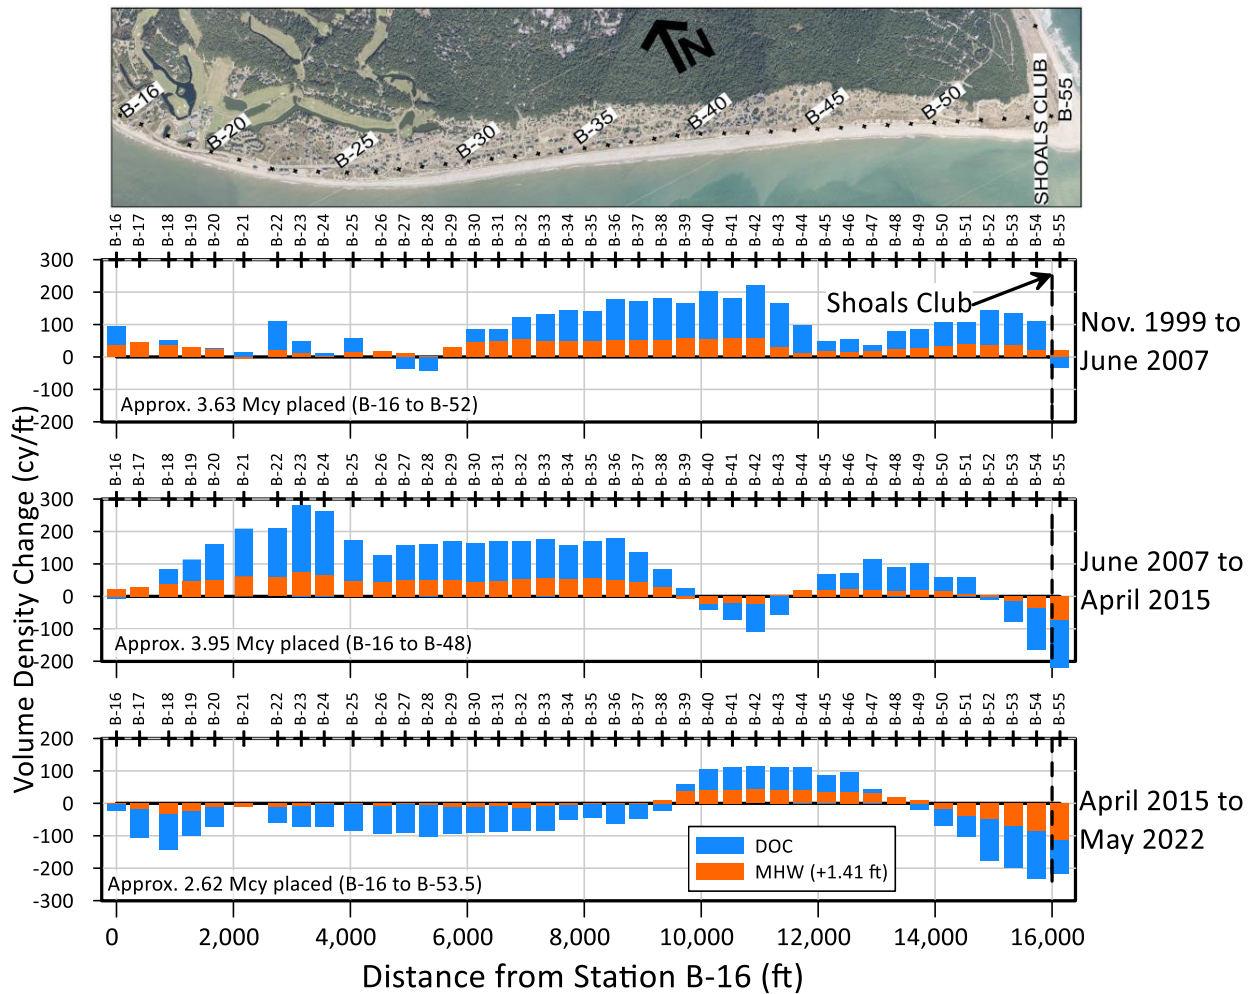 N
B-16
B-20
B-25
B-30
B-35
B-40
B-45
B-50
SHOALS CLUB
B-55
B-16 B-17 B-18 B-19 B-20 B-21 B-22 B-23 B-24 B-25 B-26 B-27 B-28 B-29 B-30 B-31 B-32 B-33 B-34 B-35 B-36 B-37 B-38 B-39 B-40 B-41 B-42 B-43 B-44 B-45 B-46 B-47 B-48 B-49 B-50 B-51 B-52 B-53 B-54 B-55
300
200
100
0
-100
-200
Shoals Club
Approx. 3.63 Mcy placed (B-16 to B-52)
Nov. 1999 to
June 2007
Volume Density Change (cy/ft)
B-16 B-17 B-18 B-19 B-20 B-21 B-22 B-23 B-24 B-25 B-26 B-27 B-28 B-29 B-30 B-31 B-32 B-33 B-34 B-35 B-36 B-37 B-38 B-39 B-40 B-41 B-42 B-43 B-44 B-45 B-46 B-47 B-48 B-49 B-50 B-51 B-52 B-53 B-54 B-55
300
200
100
0
-100
-200
Approx. 3.95 Mcy placed (B-16 to B-48)
June 2007 to
April 2015
B-16 B-17 B-18 B-19 B-20 B-21 B-22 B-23 B-24 B-25 B-26 B-27 B-28 B-29 B-30 B-31 B-32 B-33 B-34 B-35 B-36 B-37 B-38 B-39 B-40 B-41 B-42 B-43 B-44 B-45 B-46 B-47 B-48 B-49 B-50 B-51 B-52 B-53 B-54 B-55
200
100
0
-100
-200
-300
DOC
MHW (+1.41 ft)
Approx. 2.62 Mcy placed (B-16 to B-53.5)
April 2015 to
May 2022
0 2,000 4,000 6,000 8,000 10,000 12,000 14,000 16,000
Distance from Station B-16 (ft)